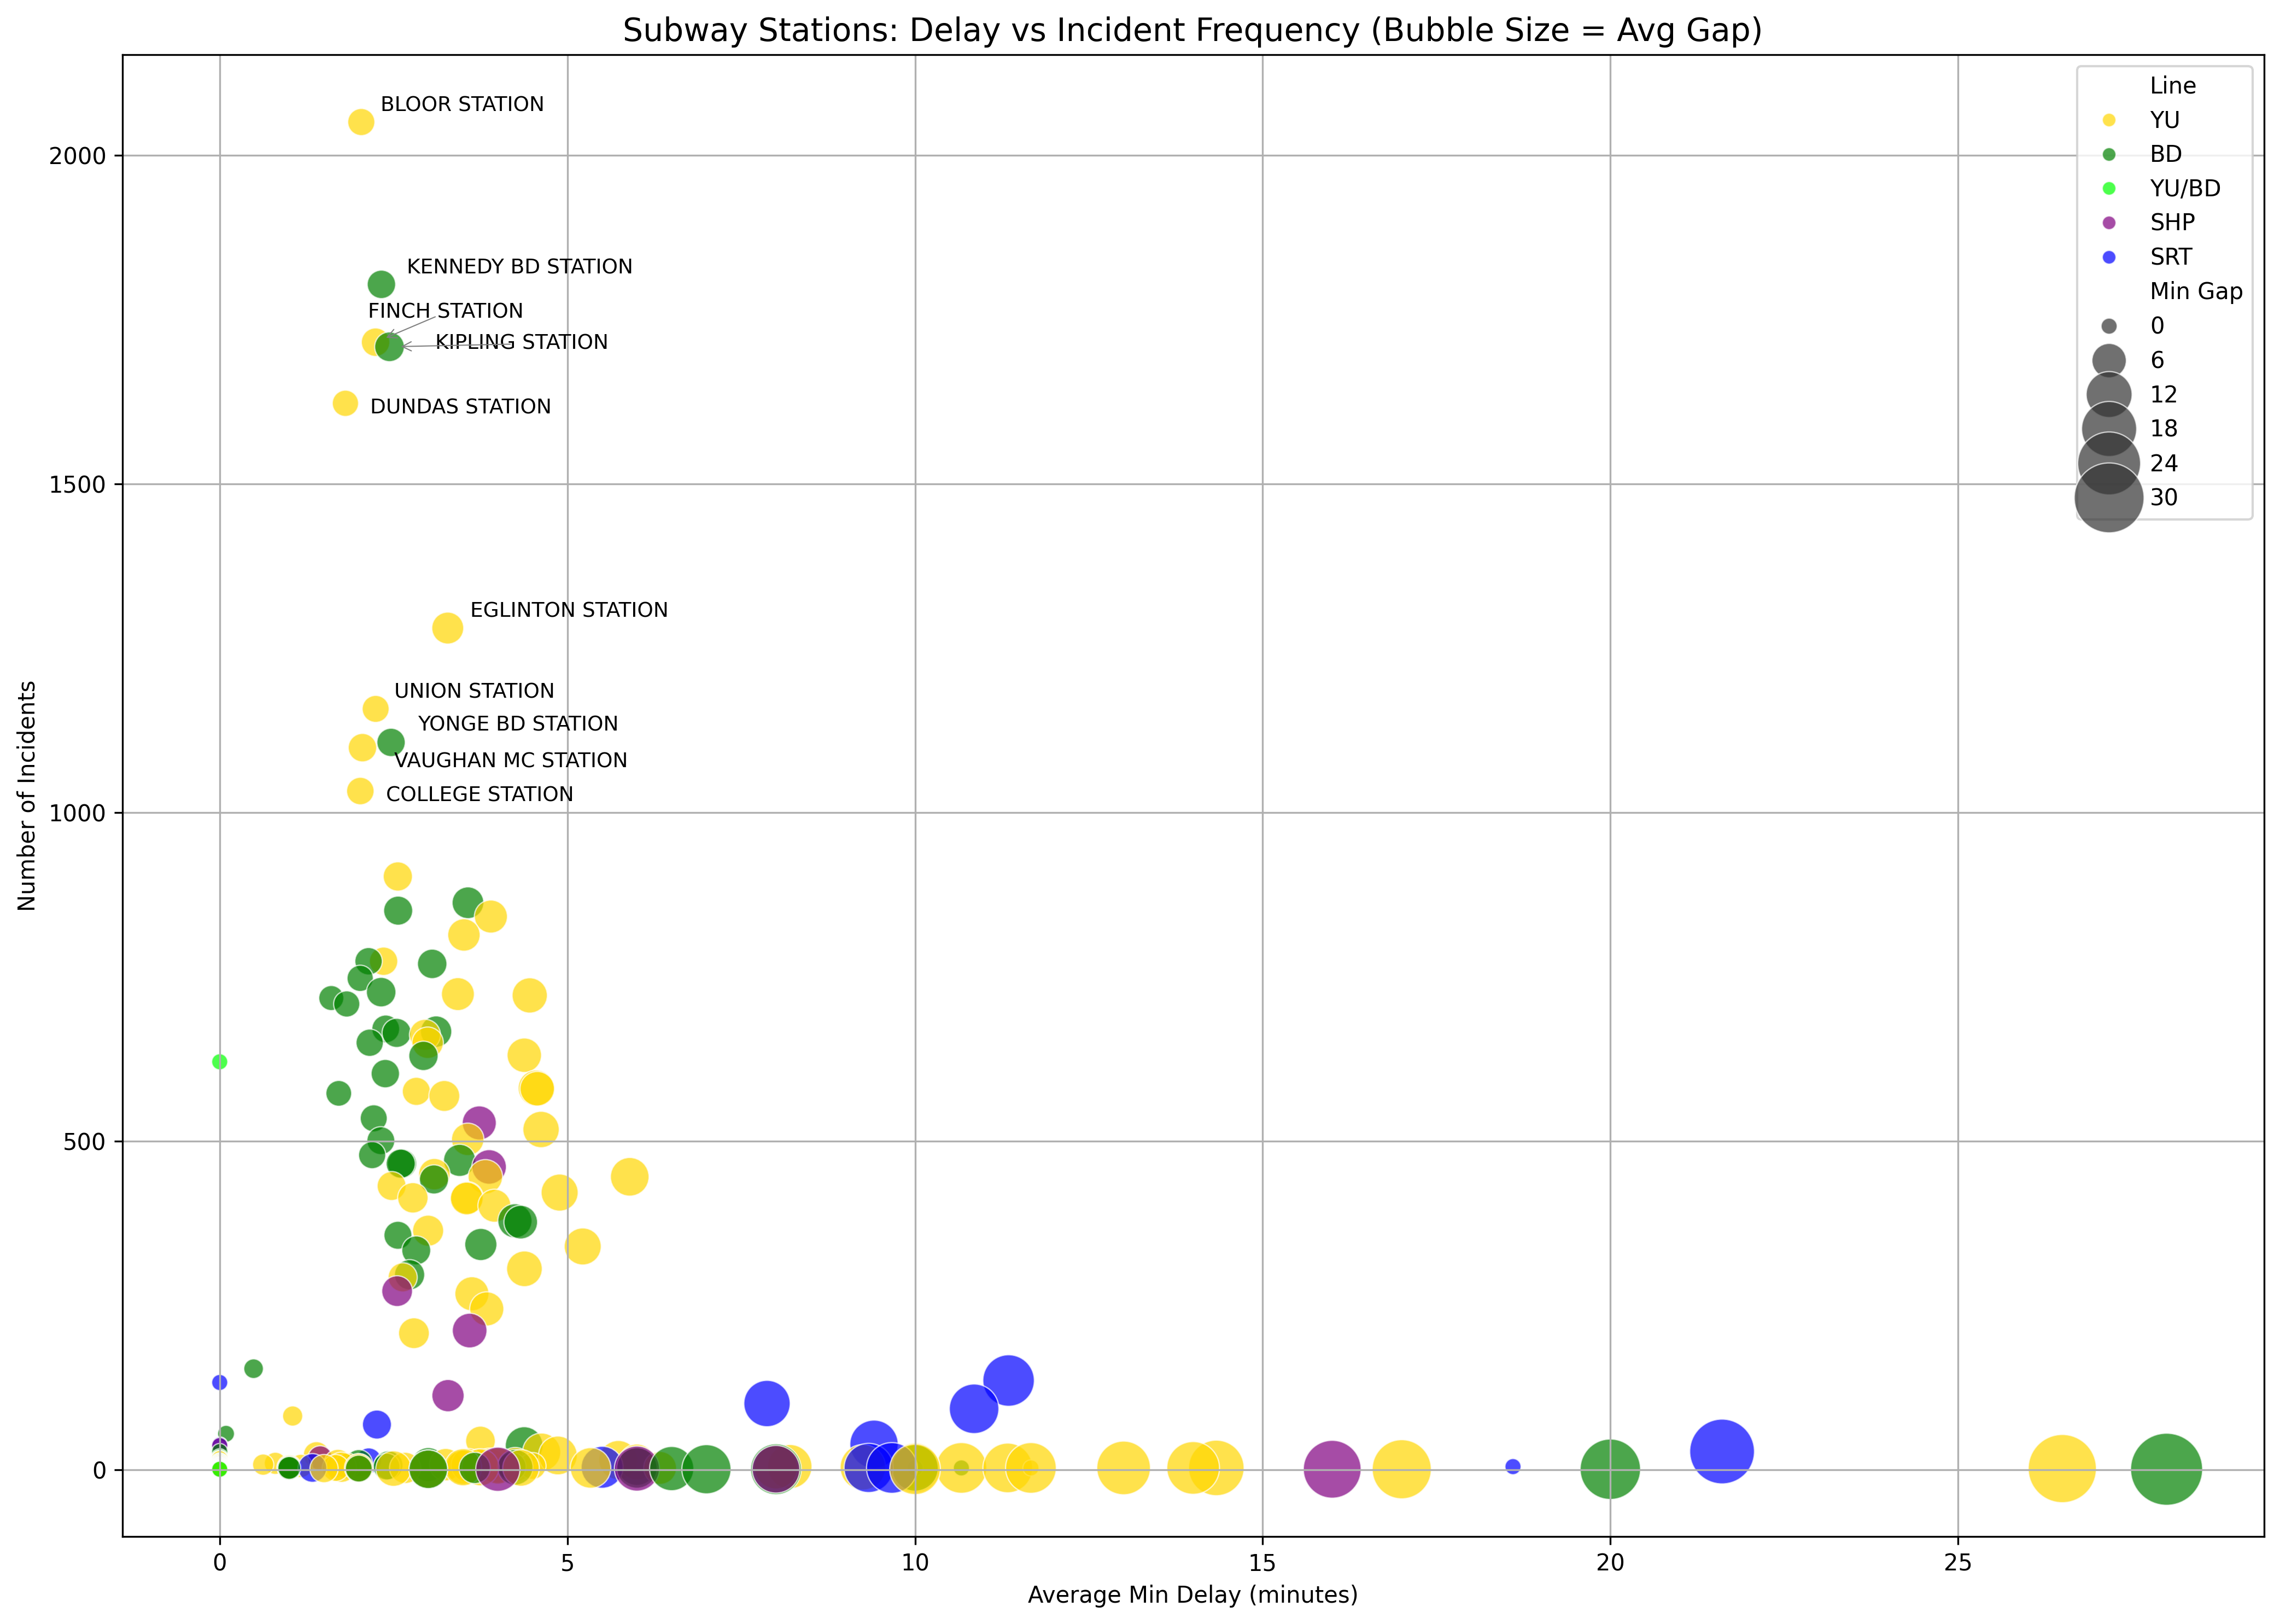 Subway Stations: Delay vs Incident Frequency (Bubble Size = Avg Gap)
BLOOR STATION
KENNEDY BD STATION
FINCH STATION
KIPLING STATION
DUNDAS STATION
EGLINTON STATION
UNION STATION
YONGE BD STATION
VAUGHAN MC STATION
COLLEGE STATION
Line
YU
BD
YU/BD
SHP
SRT
Min Gap
0
6
12
18
24
30
Number of Incidents
2000
1500
1000
500
0
0
5
10
15
20
25
Average Min Delay (minutes)